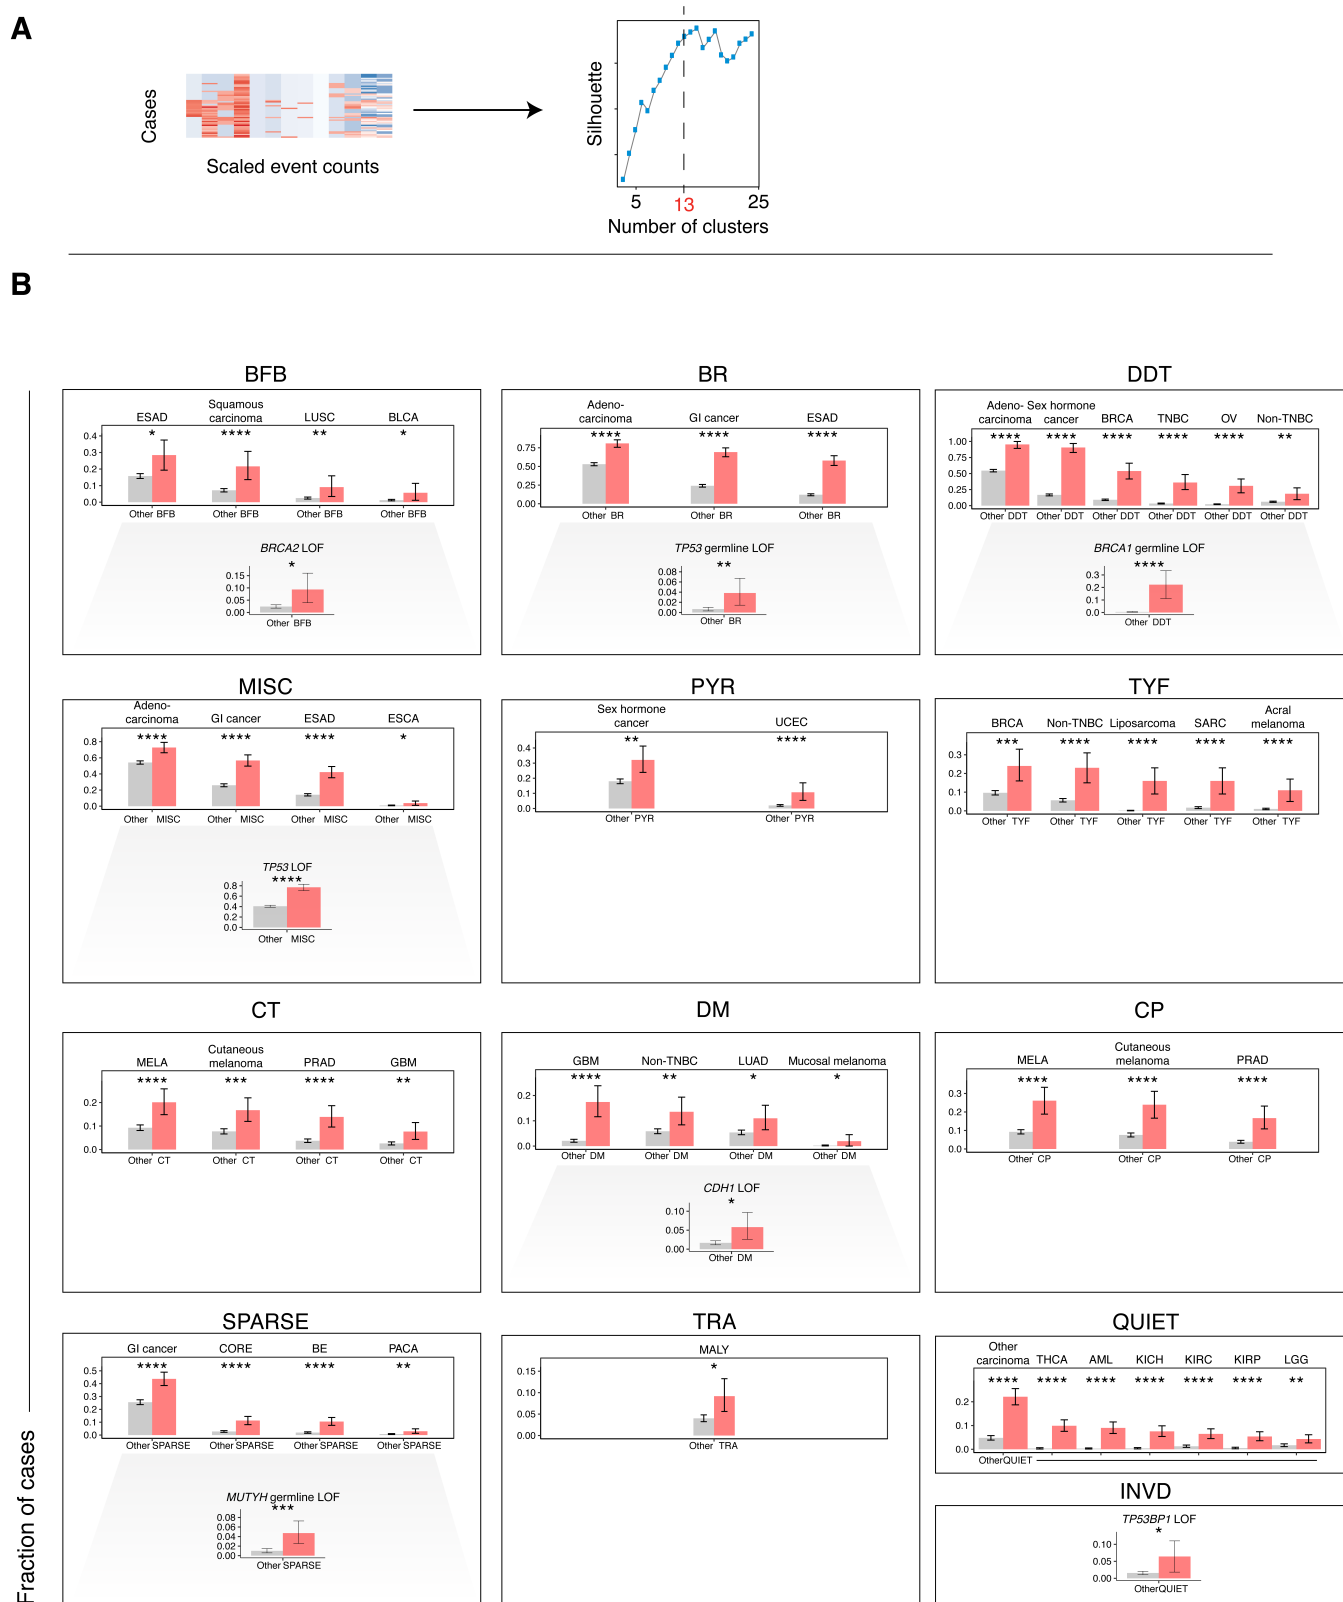 A
Cases
Scaled event counts
Silhouette
5 13 25
Number of clusters
B
Fraction of cases
BFB
ESAD Squamous carcinoma LUSC BLCA
* **** ** *
0.4
0.3
0.2
0.1
0.0
Other BFB Other BFB Other BFB Other BFB
BRCA2 LOF
*
0.15
0.10
0.05
0.00
Other BFB
BR
Adeno-carcinoma GI cancer ESAD
**** **** ****
0.75
0.50
0.25
0.00
Other BR Other BR Other BR
TP53 germline LOF
**
0.08
0.06
0.04
0.02
0.00
Other BR
DDT
Adeno-carcinoma Sex hormone cancer BRCA TNBC OV Non-TNBC
**** **** **** **** **** **
1.00
0.75
0.50
0.25
0.00
Other DDT Other DDT Other DDT Other DDT Other DDT Other DDT
BRCA1 germline LOF
****
0.3
0.2
0.1
0.0
Other DDT
MISC
Adeno-carcinoma GI cancer ESAD ESCA
**** **** **** *
0.8
0.6
0.4
0.2
0.0
Other MISC Other MISC Other MISC Other MISC
TP53 LOF
****
0.8
0.6
0.4
0.2
0.0
Other MISC
PYR
Sex hormone cancer UCEC
** ****
0.4
0.3
0.2
0.1
0.0
Other PYR Other PYR
TYF
BRCA Non-TNBC Liposarcoma SARC Acral melanoma
*** **** **** **** ****
0.3
0.2
0.1
0.0
Other TYF Other TYF Other TYF Other TYF Other TYF
CT
MELA Cutaneous melanoma PRAD GBM
**** *** **** **
0.2
0.1
0.0
Other CT Other CT Other CT Other CT
DM
GBM Non-TNBC LUAD Mucosal melanoma
**** ** * *
0.2
0.1
0.0
Other DM Other DM Other DM Other DM
CDH1 LOF
*
0.10
0.05
0.00
Other DM
CP
MELA Cutaneous melanoma PRAD
**** **** ****
0.3
0.2
0.1
0.0
Other CP Other CP Other CP
SPARSE
GI cancer CORE BE PACA
**** **** **** **
0.5
0.4
0.3
0.2
0.1
0.0
Other SPARSE Other SPARSE Other SPARSE Other SPARSE
MUTYH germline LOF
***
0.08
0.06
0.04
0.02
0.00
Other SPARSE
TRA
MALY
*
0.15
0.10
0.05
0.00
Other TRA
QUIET
Other carcinoma THCA AML KICH KIRC KIRP LGG
**** **** **** **** **** **** **
0.2
0.1
0.0
OtherQUIET
INVD
TP53BP1 LOF
*
0.10
0.05
0.00
OtherQUIET